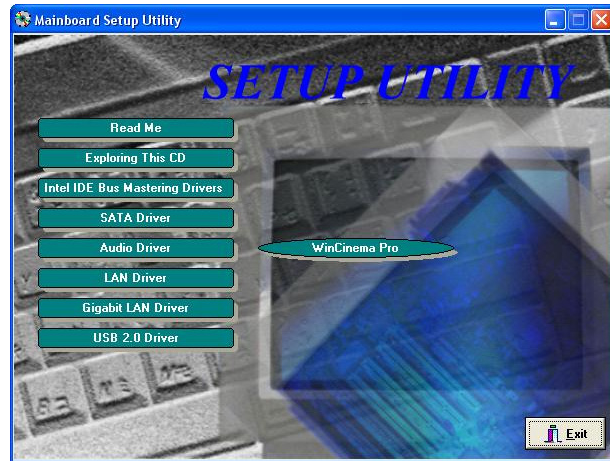 Mainboard Setup Utility
SETUP UTILITY
Read Me
Exploring This CD
Intel IDE Bus Mastering Drivers
SATA Driver
Audio Driver
WinCinema Pro
LAN Driver
Gigabit LAN Driver
USB 2.0 Driver
Exit